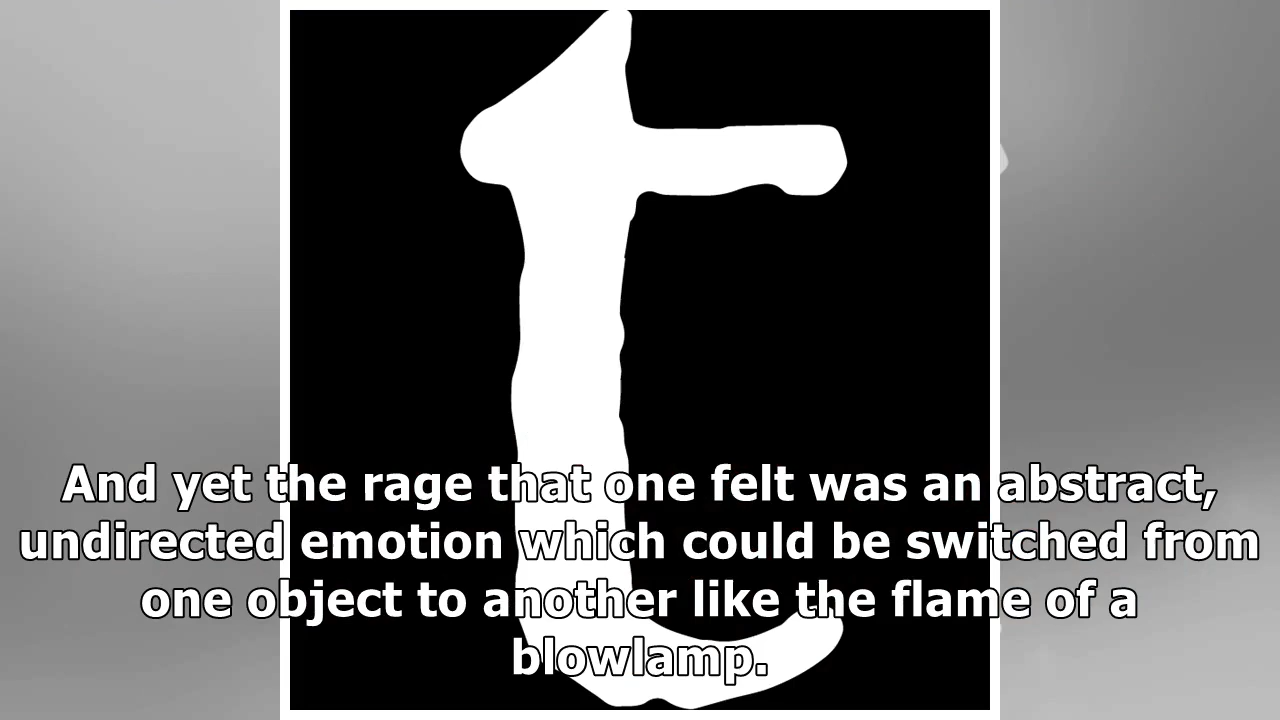 t
And yet the rage that one felt was an abstract,
undirected emotion which could be switched from
one object to another like the flame of a
blowlamp.